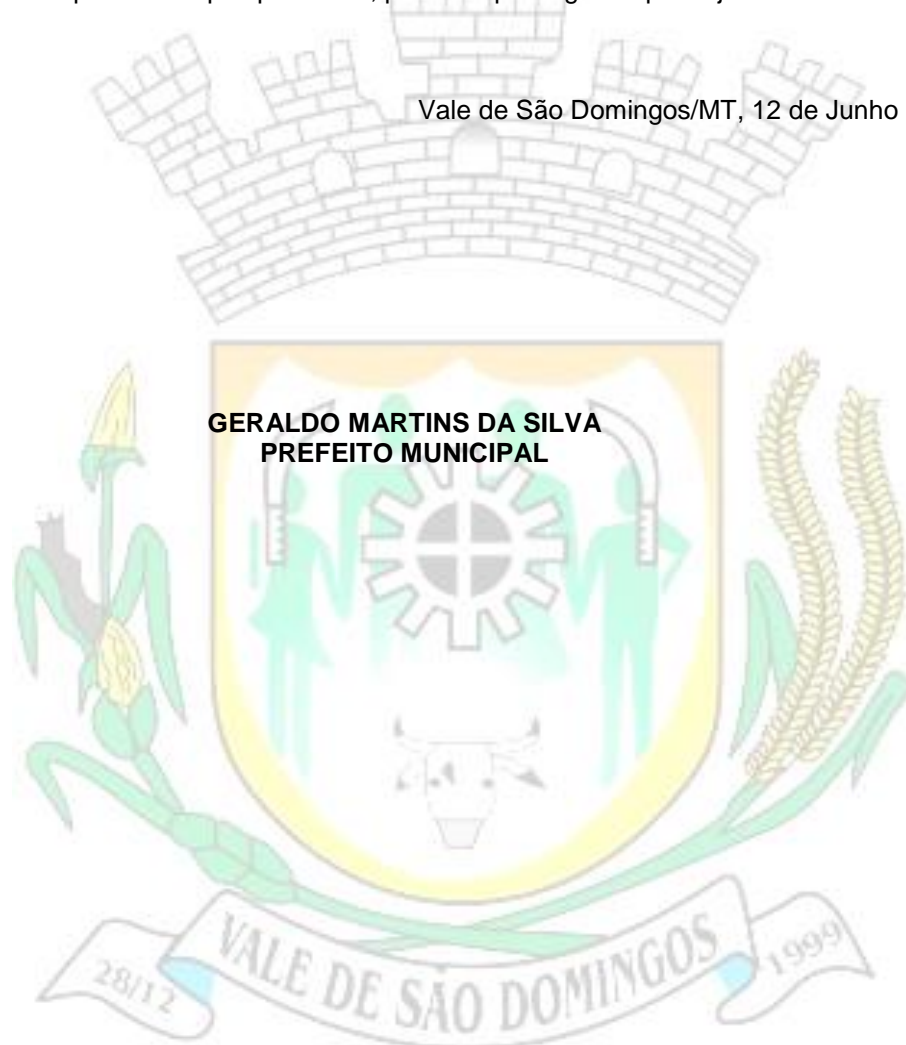 Vale de São Domingos/MT, 12 de Junho
GERALDO MARTINS DA SILVA
PREFEITO MUNICIPAL
28/12
VALE DE SÃO DOMINGOS
1999